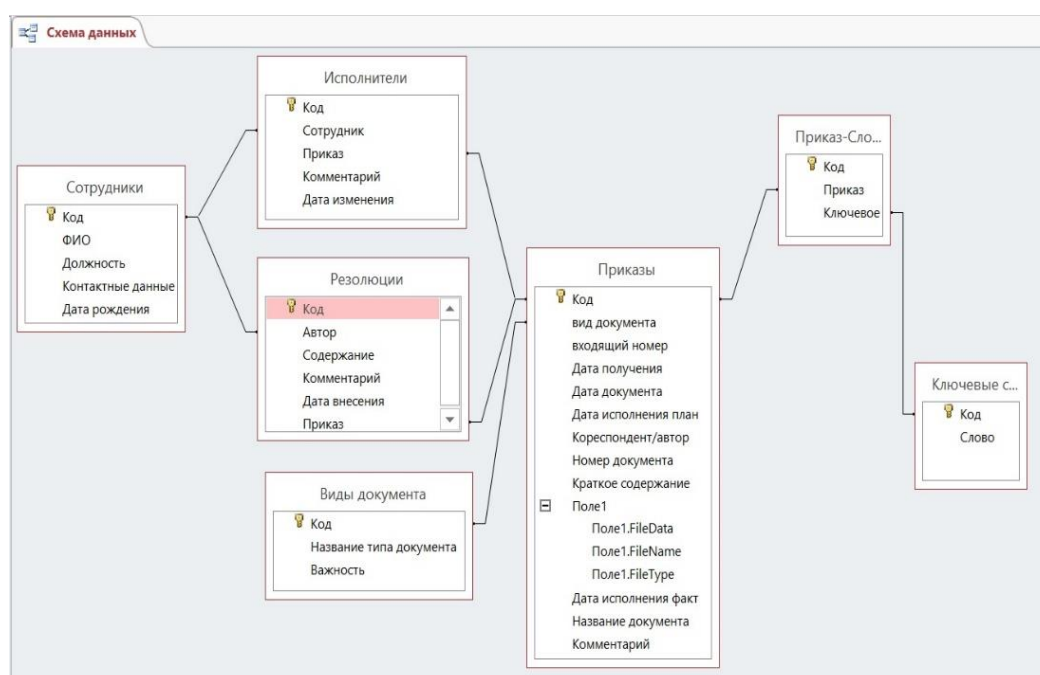 Схема данных
Исполнители
Код
Сотрудник
Приказ
Комментарий
Дата изменения
Сотрудники
Код
ФИО
Должность
Контактные данные
Дата рождения
Резолюции
Код
Автор
Содержание
Комментарий
Дата внесения
Приказ
Виды документа
Код
Название типа документа
Важность
Приказы
Код
вид документа
входящий номер
Дата получения
Дата документа
Дата исполнения план
Кореспондент/автор
Номер документа
Краткое содержание
Поле1
Поле1.FileData
Поле1.FileName
Поле1.FileType
Дата исполнения факт
Название документа
Комментарий
Приказ-Сло...
Код
Приказ
Ключевое
Ключевые с...
Код
Слово